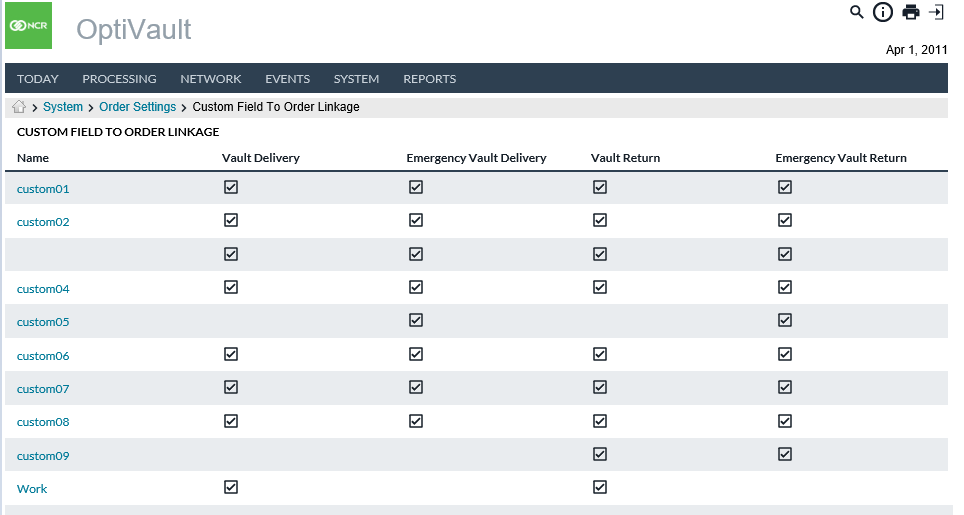 NCR
OptiVault
Apr 1, 2011
TODAY PROCESSING NETWORK EVENTS SYSTEM REPORTS
System > Order Settings > Custom Field To Order Linkage
CUSTOM FIELD TO ORDER LINKAGE
Name Vault Delivery Emergency Vault Delivery Vault Return Emergency Vault Return
custom01
custom02
custom04
custom05
custom06
custom07
custom08
custom09
Work